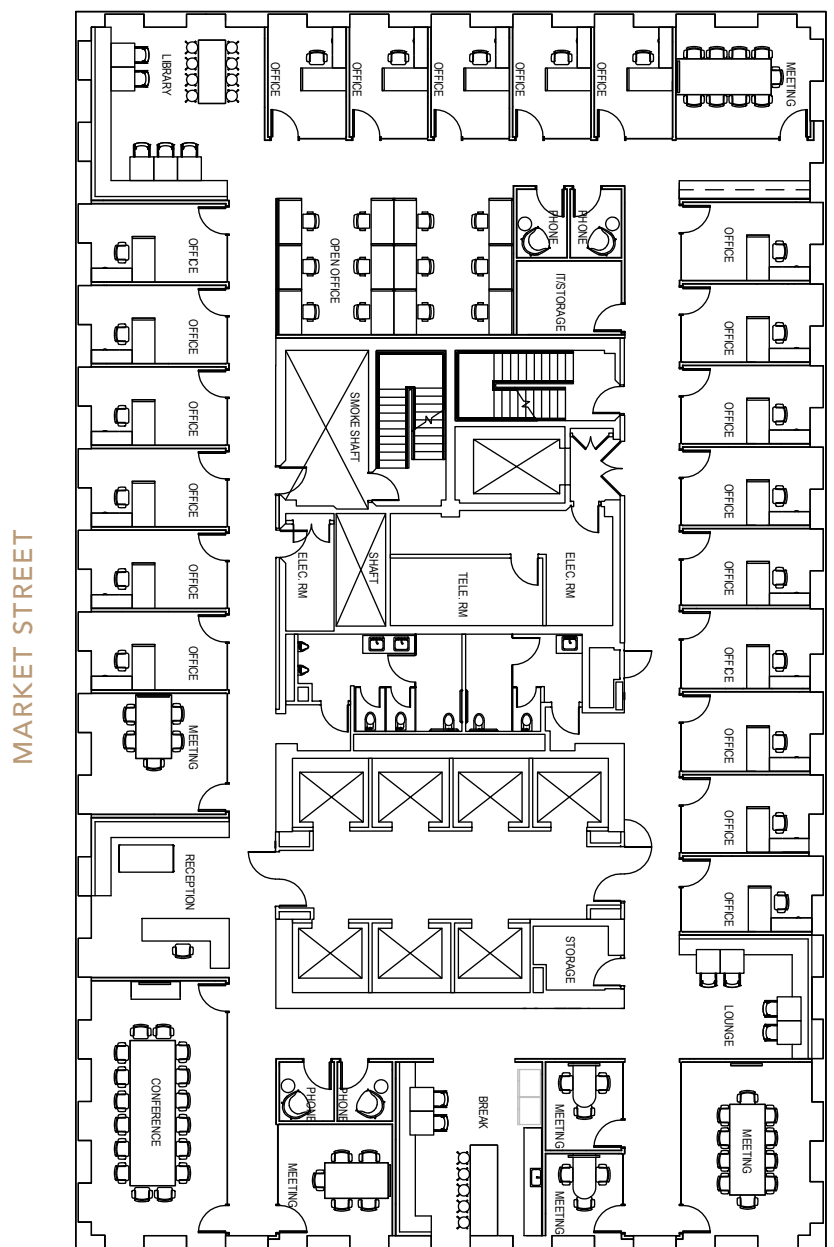 LIBRARY
OFFICE
OFFICE
OFFICE
OFFICE
OFFICE
MEETING
OFFICE
OPEN OFFICE
PHONE
PHONE
OFFICE
IT/STORAGE
OFFICE
OFFICE
OFFICE
SMOKE SHAFT
OFFICE
OFFICE
OFFICE
MARKET STREET
OFFICE
ELEC. RM
SHAFT
TELE. RM
ELEC. RM
OFFICE
OFFICE
OFFICE
MEETING
OFFICE
OFFICE
RECEPTION
OFFICE
STORAGE
LOUNGE
CONFERENCE
PHONE
PHONE
BREAK
MEETING
MEETING
MEETING
MEETING